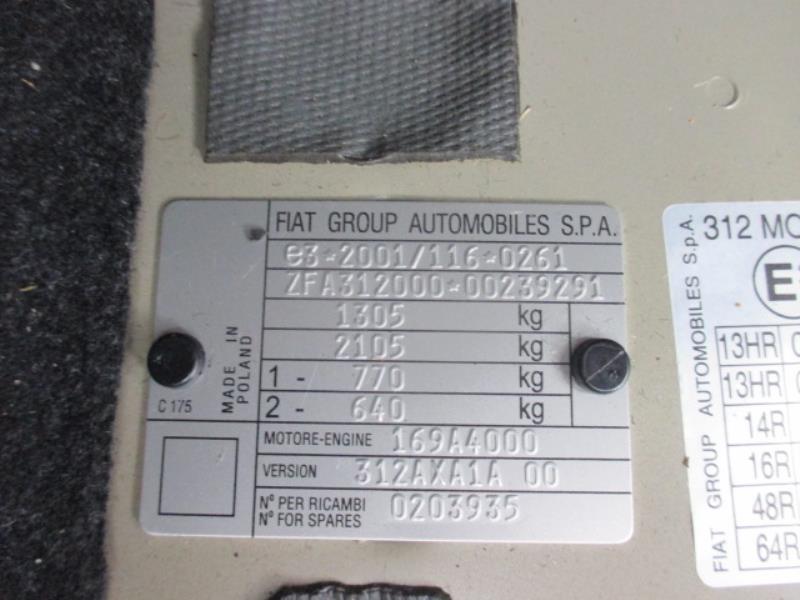 FIAT GROUP AUTOMOBILES S.P.A.
e3*2001/116*0261
ZFA312000*00239291
1305 kg
2105 kg
1 - 770 kg
2 - 640 kg
MADE IN
POLAND
C 175
MOTORE-ENGINE 169A4000
VERSION 312AXA1A 00
N° PER RICAMBI
N° FOR SPARES 0203935
FIAT GROUP AUTOMOBILES S.p.A.
312 MO
13HR
13HR
14R
16R
48R
64R